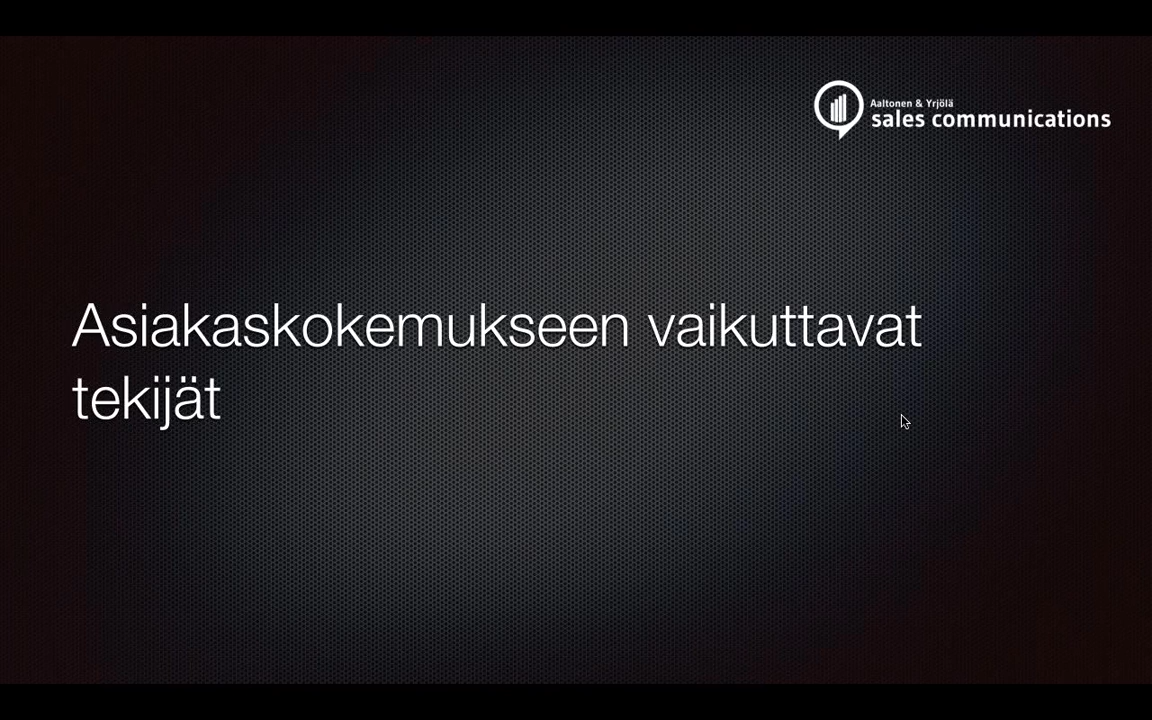 Aaltonen & Yrjölä
sales communications
Asiakaskokemukseen vaikuttavat
tekijät